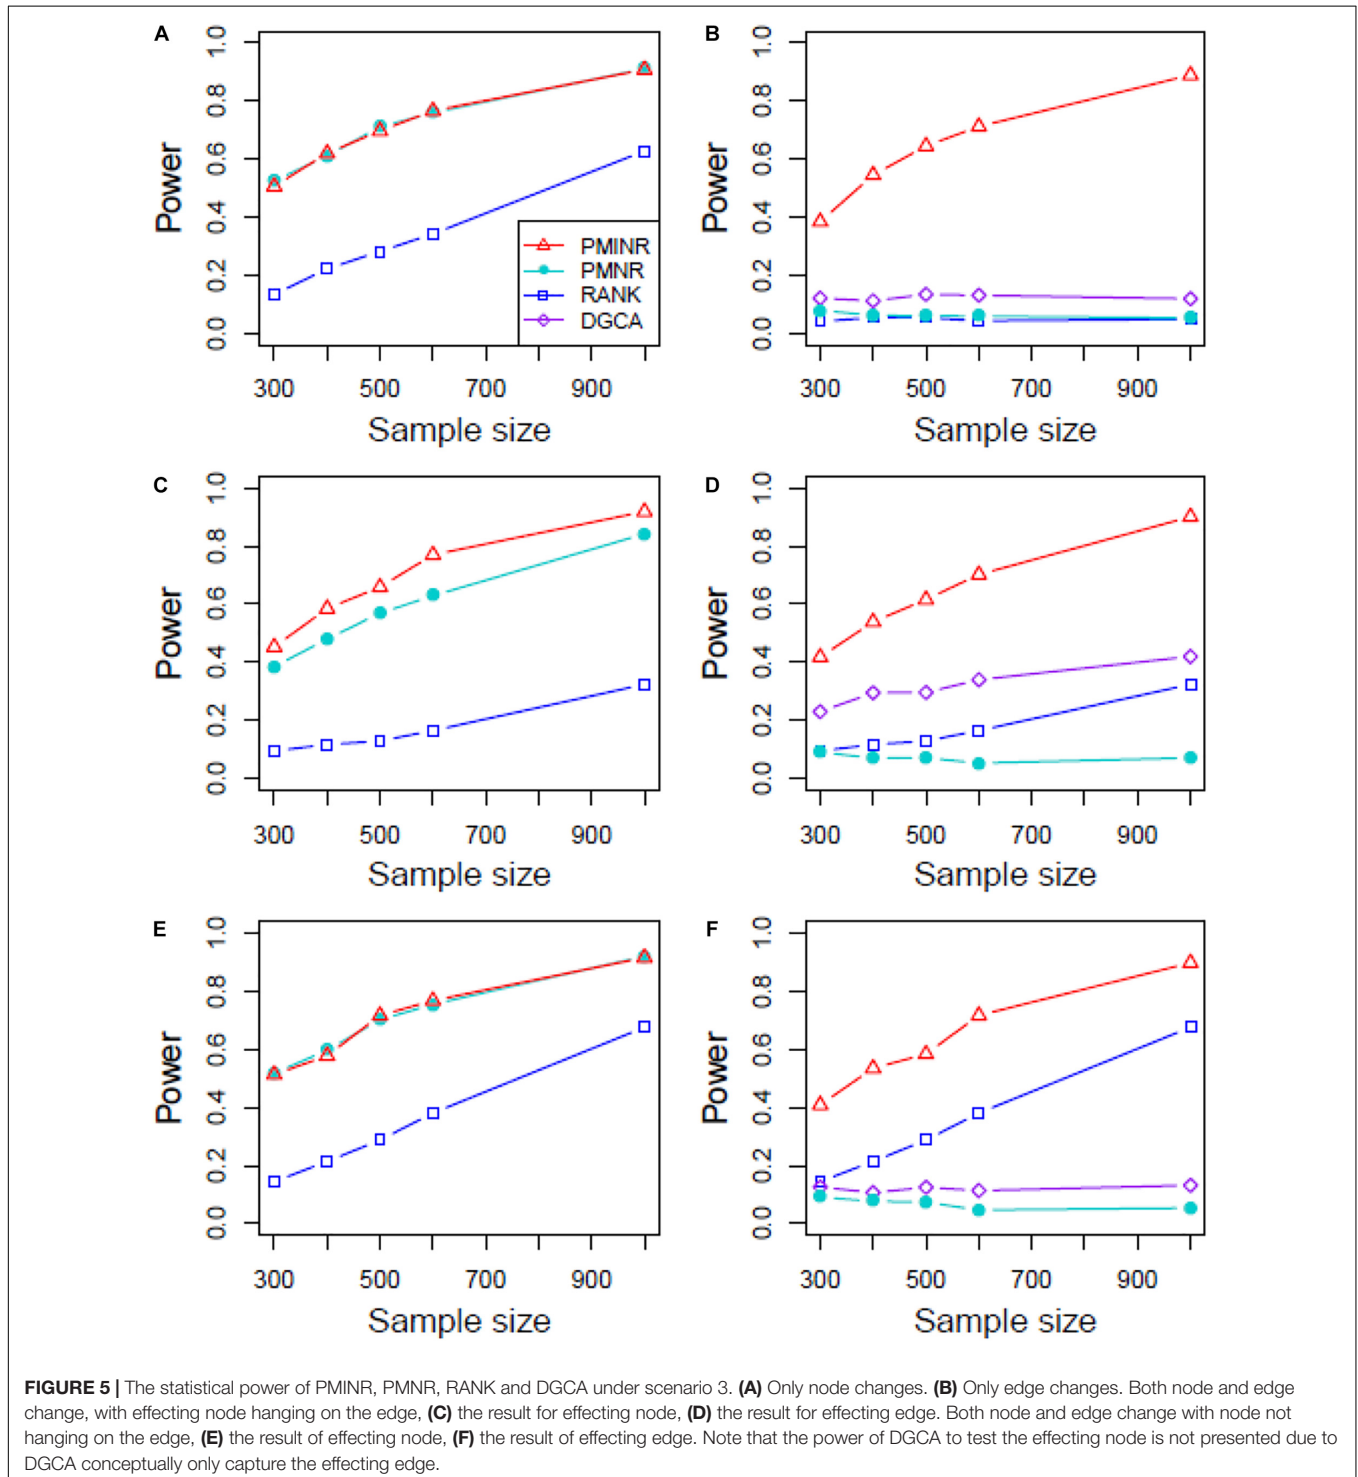 A
1.0
0.8
0.6
0.4
0.2
0.0
Power
PMINR
PMNR
RANK
DGCA
300 500 700 900
Sample size
B
1.0
0.8
0.6
0.4
0.2
0.0
Power
300 500 700 900
Sample size
C
1.0
0.8
0.6
0.4
0.2
0.0
Power
300 500 700 900
Sample size
D
1.0
0.8
0.6
0.4
0.2
0.0
Power
300 500 700 900
Sample size
E
1.0
0.8
0.6
0.4
0.2
0.0
Power
300 500 700 900
Sample size
F
1.0
0.8
0.6
0.4
0.2
0.0
Power
300 500 700 900
Sample size
FIGURE 5 | The statistical power of PMINR, PMNR, RANK and DGCA under scenario 3. (A) Only node changes. (B) Only edge changes. Both node and edge
change, with effecting node hanging on the edge, (C) the result for effecting node, (D) the result for effecting edge. Both node and edge change with node not
hanging on the edge, (E) the result of effecting node, (F) the result of effecting edge. Note that the power of DGCA to test the effecting node is not presented due to
DGCA conceptually only capture the effecting edge.